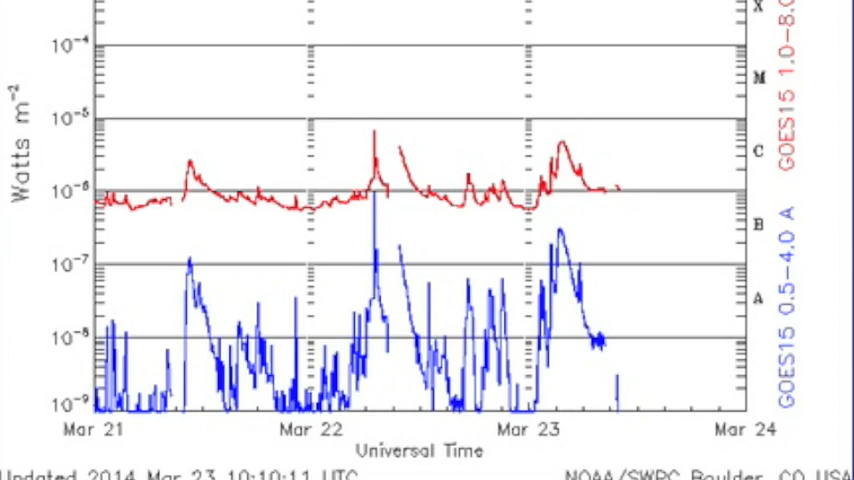 X
10⁻⁴
M
10⁻⁵
C
10⁻⁶
B
10⁻⁷
A
10⁻⁸
10⁻⁹
Watts m⁻²
GOES15 1.0-8.0
GOES15 0.5-4.0 A
Mar 21 Mar 22 Mar 23 Mar 24
Universal Time
Updated 2014 Mar 23 10:10:11 UTC NOAA/SWPC Boulder, CO USA